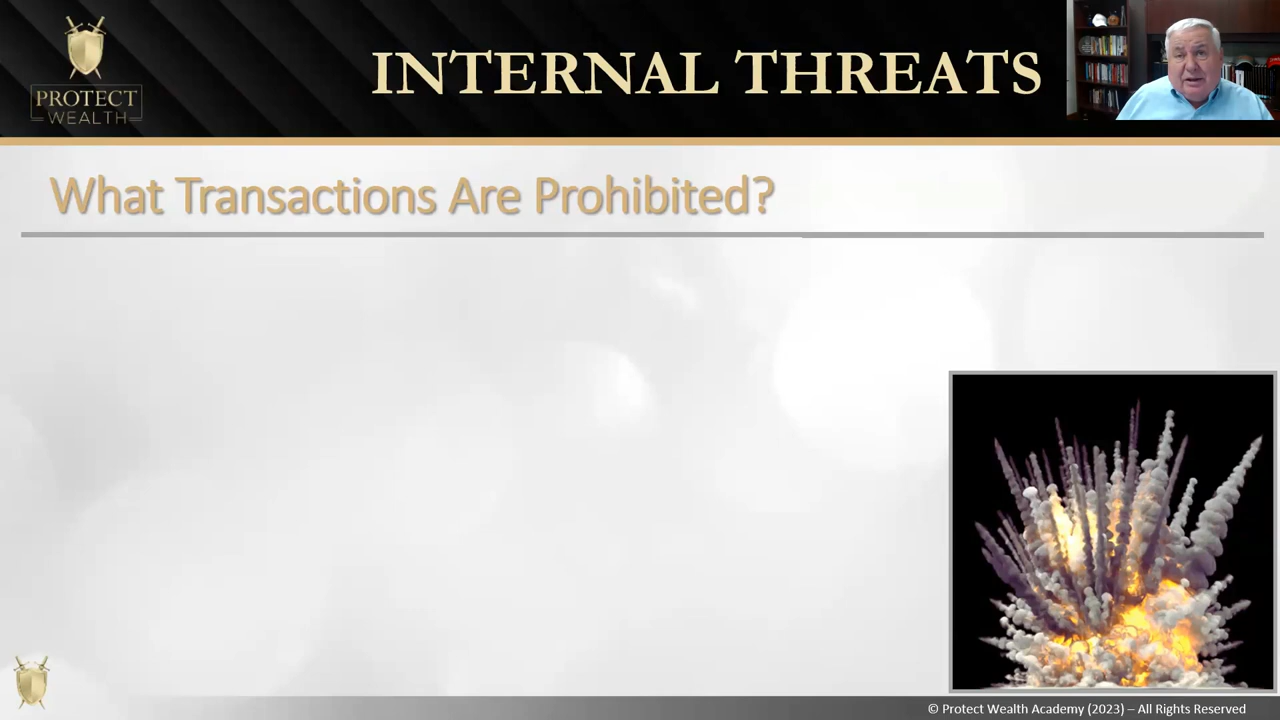 PROTECT
WEALTH
INTERNAL THREATS
What Transactions Are Prohibited?
© Protect Wealth Academy (2023) – All Rights Reserved